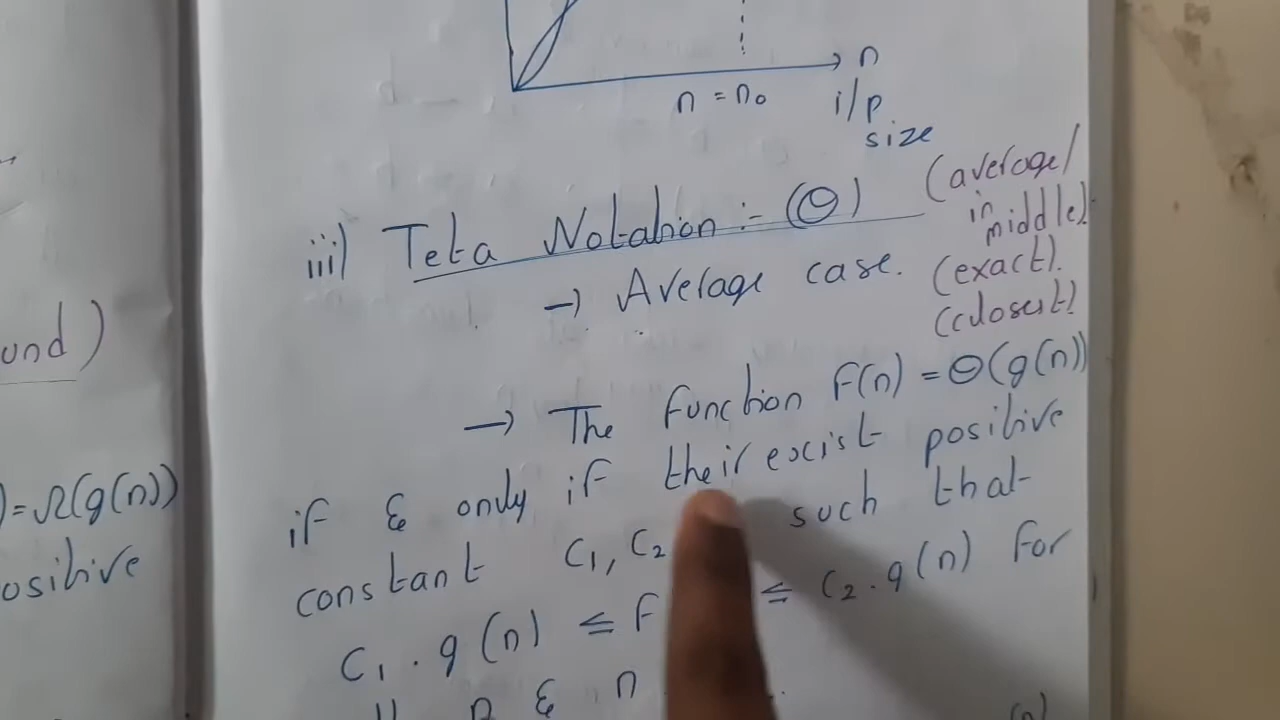 n
n = n₀ i/p
size
iii) Teta Notation :- (Θ) (average/
in
middle)
→ Average case. (exact).
(closest)
und)
→ The function F(n) = Θ(g(n))
if & only if their excist positive
) = Ω(g(n))
constant C₁, C₂ such that
ositive
C₁ . g(n) ≤ F ≤ C₂ . g(n) For
n & n
(n)